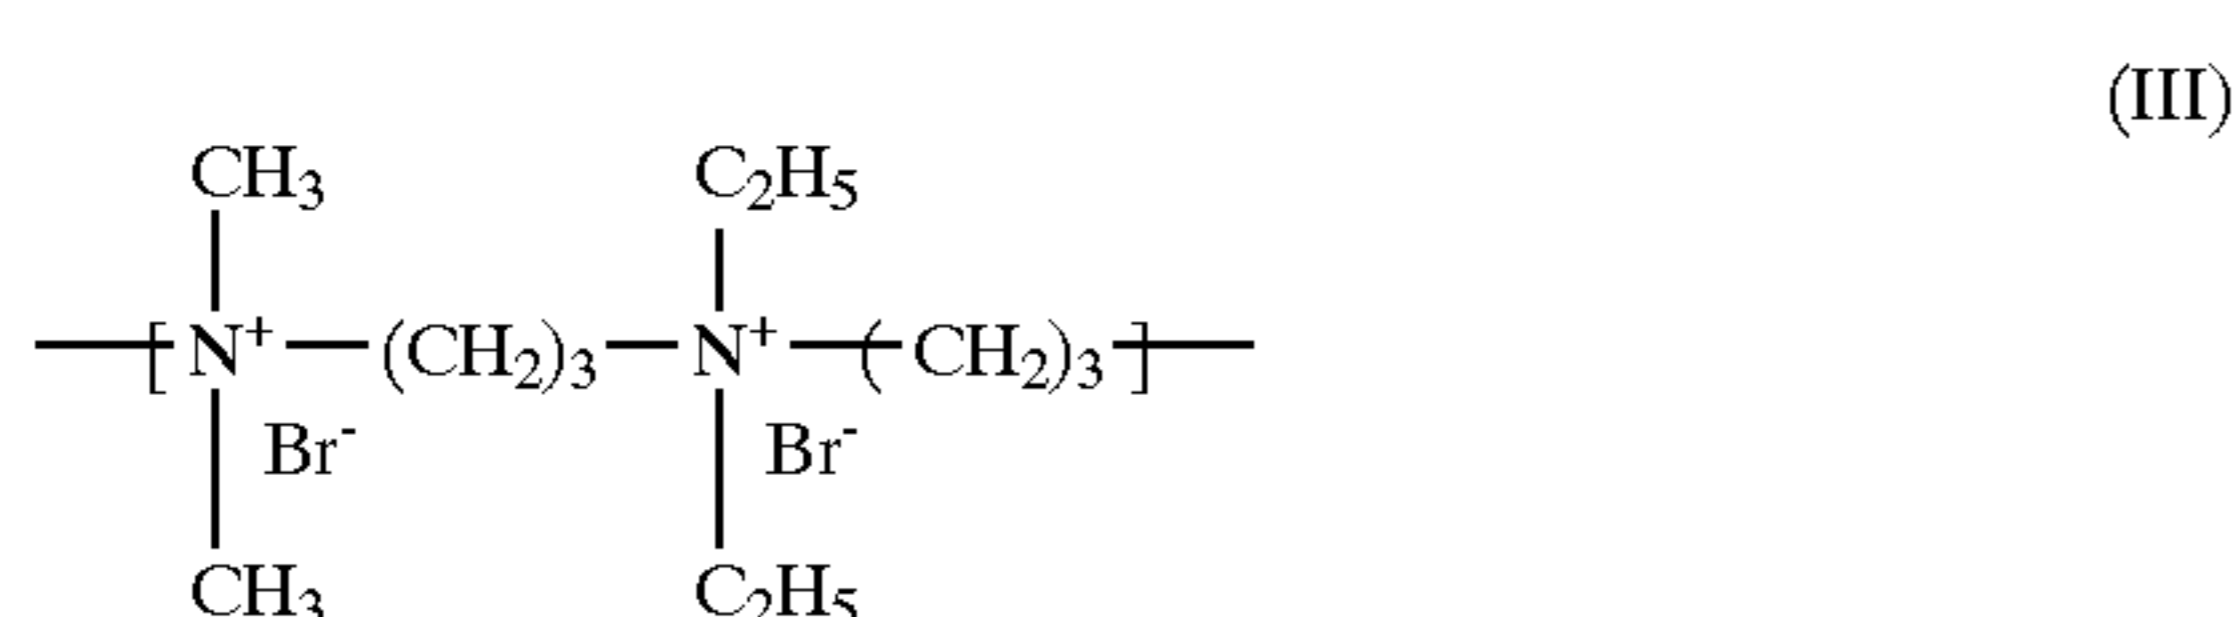 (III)
CH3 C2H5
[ N+ (CH2)3 N+ ( CH2)3 ]
Br- Br-
CH3 C2H5